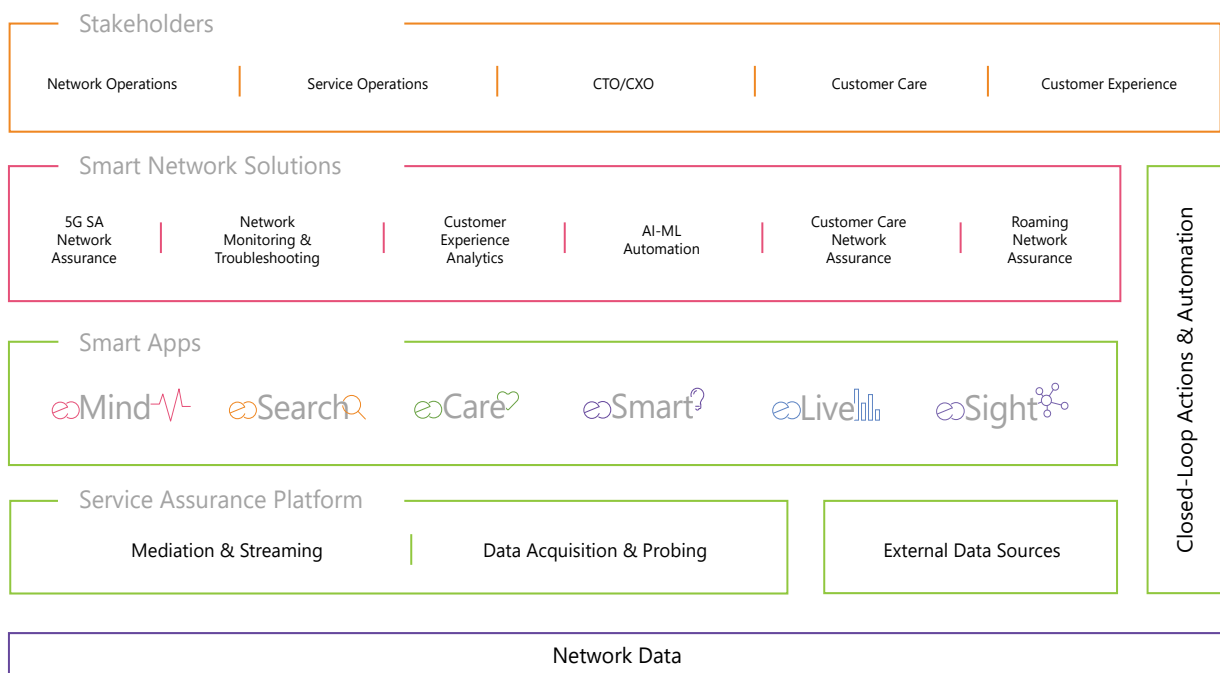 Stakeholders
Network Operations
Service Operations
CTO/CXO
Customer Care
Customer Experience
Smart Network Solutions
5G SA
Network
Assurance
Network
Monitoring &
Troubleshooting
Customer
Experience
Analytics
AI-ML
Automation
Customer Care
Network
Assurance
Roaming
Network
Assurance
Closed-Loop Actions & Automation
Smart Apps
eoMind
eoSearch
eoCare
eoSmart
eoLive
eoSight
Service Assurance Platform
Mediation & Streaming
Data Acquisition & Probing
External Data Sources
Network Data